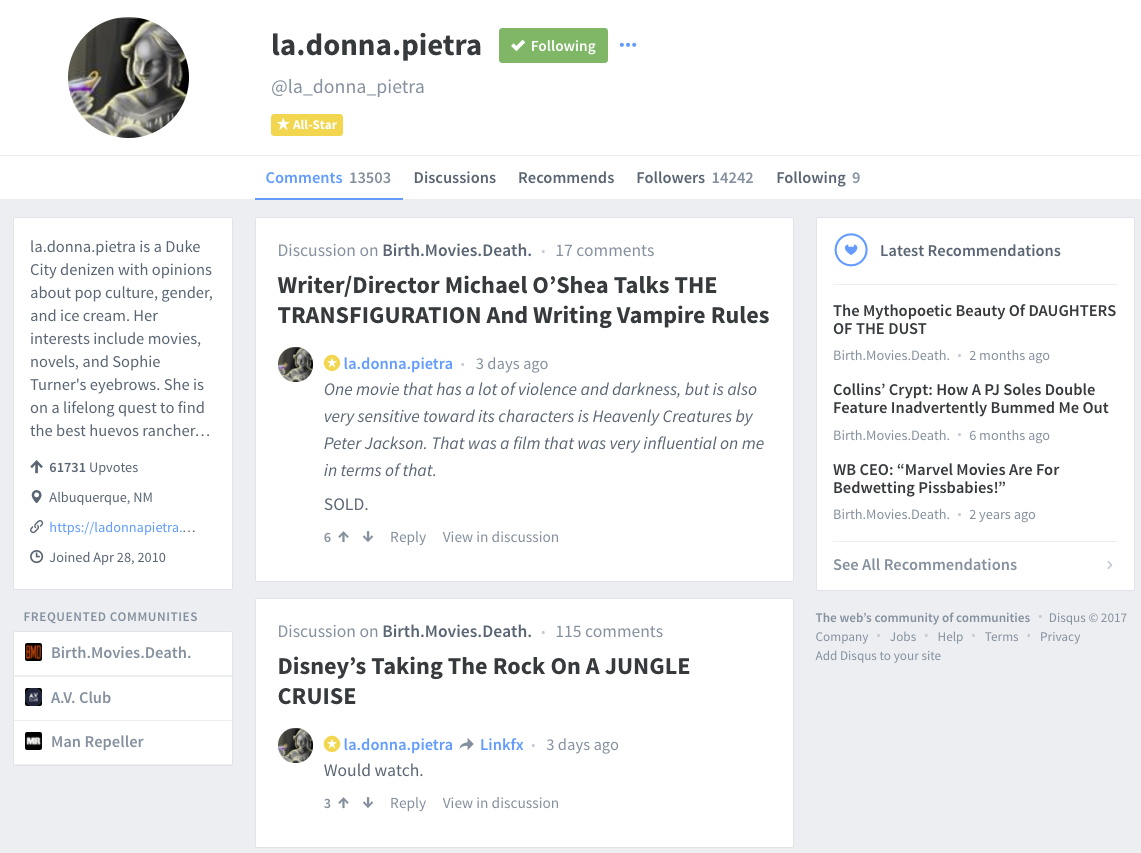 la.donna.pietra
Following
@la_donna_pietra
All-Star
Comments 13503 Discussions Recommends Followers 14242 Following 9
la.donna.pietra is a Duke
City denizen with opinions
about pop culture, gender,
and ice cream. Her
interests include movies,
novels, and Sophie
Turner's eyebrows. She is
on a lifelong quest to find
the best huevos rancher…
61731 Upvotes
Albuquerque, NM
https://ladonnapietra.…
Joined Apr 28, 2010
FREQUENTED COMMUNITIES
BMD
Birth.Movies.Death.
A.V. Club
MR
Man Repeller
Discussion on Birth.Movies.Death. • 17 comments
Writer/Director Michael O’Shea Talks THE
TRANSFIGURATION And Writing Vampire Rules
la.donna.pietra • 3 days ago
One movie that has a lot of violence and darkness, but is also
very sensitive toward its characters is Heavenly Creatures by
Peter Jackson. That was a film that was very influential on me
in terms of that.
SOLD.
6 Reply View in discussion
Discussion on Birth.Movies.Death. • 115 comments
Disney’s Taking The Rock On A JUNGLE
CRUISE
la.donna.pietra Linkfx • 3 days ago
Would watch.
3 Reply View in discussion
Latest Recommendations
The Mythopoetic Beauty Of DAUGHTERS
OF THE DUST
Birth.Movies.Death. • 2 months ago
Collins’ Crypt: How A PJ Soles Double
Feature Inadvertently Bummed Me Out
Birth.Movies.Death. • 6 months ago
WB CEO: “Marvel Movies Are For
Bedwetting Pissbabies!”
Birth.Movies.Death. • 2 years ago
See All Recommendations
The web’s community of communities • Disqus © 2017
Company • Jobs • Help • Terms • Privacy
Add Disqus to your site